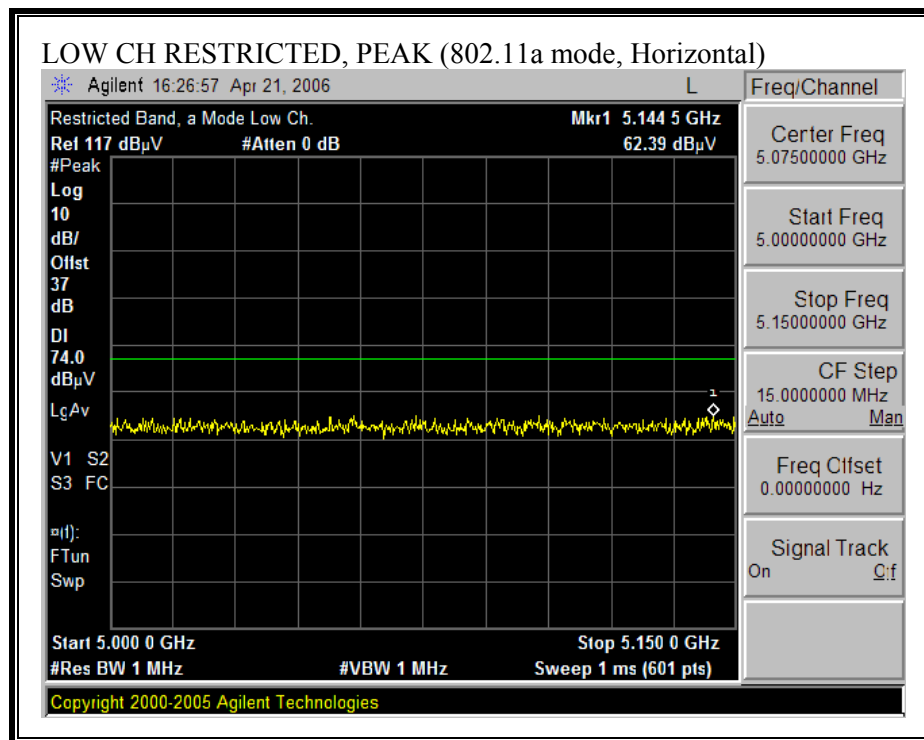 LOW CH RESTRICTED, PEAK (802.11a mode, Horizontal)
Agilent 16:26:57 Apr 21, 2006 L
Restricted Band, a Mode Low Ch. Mkr1 5.144 5 GHz
Ref 117 dBµV #Atten 0 dB 62.39 dBµV
#Peak
Log
10
dB/
Offst
37
dB
DI
74.0
dBµV
LgAv
V1 S2
S3 FC
¤(f):
FTun
Swp
1
Start 5.000 0 GHz Stop 5.150 0 GHz
#Res BW 1 MHz #VBW 1 MHz Sweep 1 ms (601 pts)
Copyright 2000-2005 Agilent Technologies
Freq/Channel
Center Freq
5.07500000 GHz
Start Freq
5.00000000 GHz
Stop Freq
5.15000000 GHz
CF Step
15.0000000 MHz
Auto Man
Freq Offset
0.00000000 Hz
Signal Track
On Off